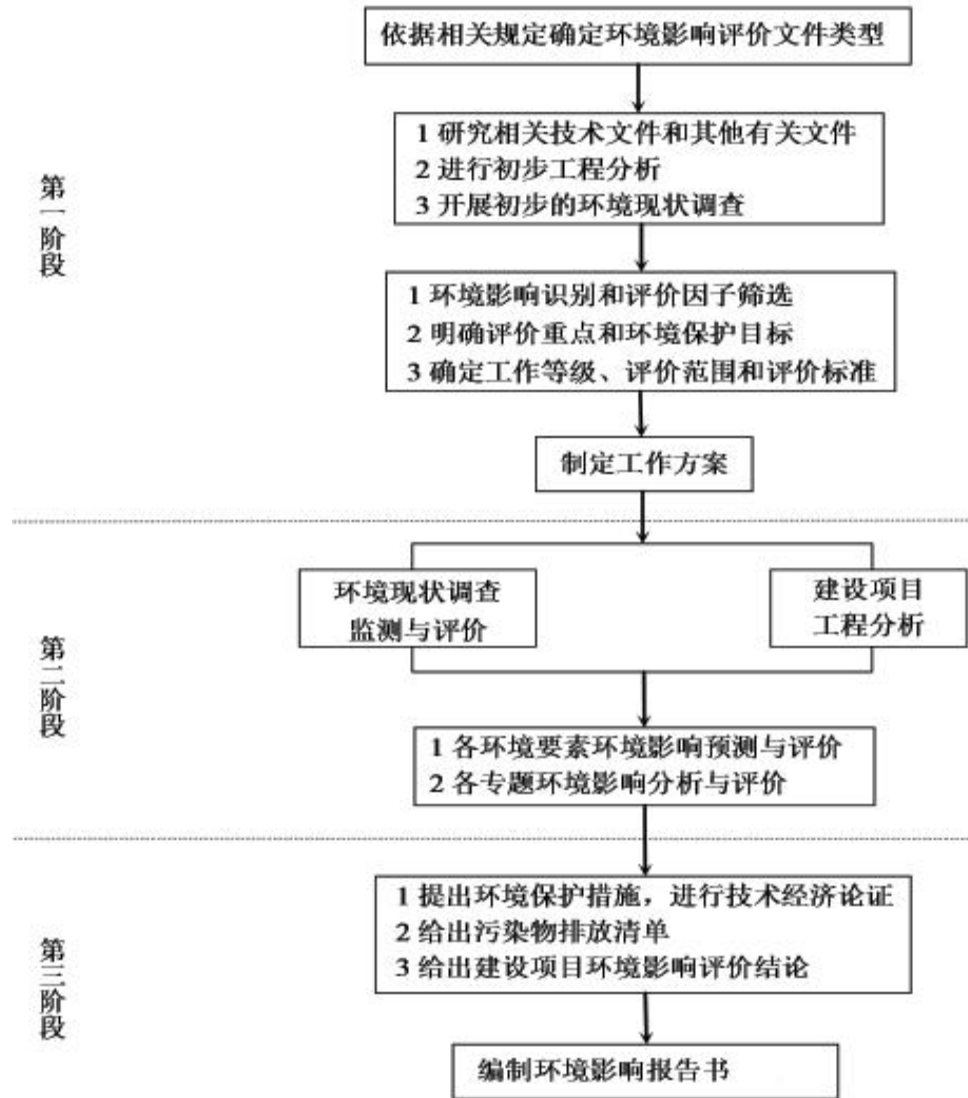 依据相关规定确定环境影响评价文件类型
1 研究相关技术文件和其他有关文件
2 进行初步工程分析
3 开展初步的环境现状调查
第一阶段
1 环境影响识别和评价因子筛选
2 明确评价重点和环境保护目标
3 确定工作等级、评价范围和评价标准
制定工作方案
环境现状调查
监测与评价
建设项目
工程分析
第二阶段
1 各环境要素环境影响预测与评价
2 各专题环境影响分析与评价
1 提出环境保护措施，进行技术经济论证
2 给出污染物排放清单
3 给出建设项目环境影响评价结论
第三阶段
编制环境影响报告书